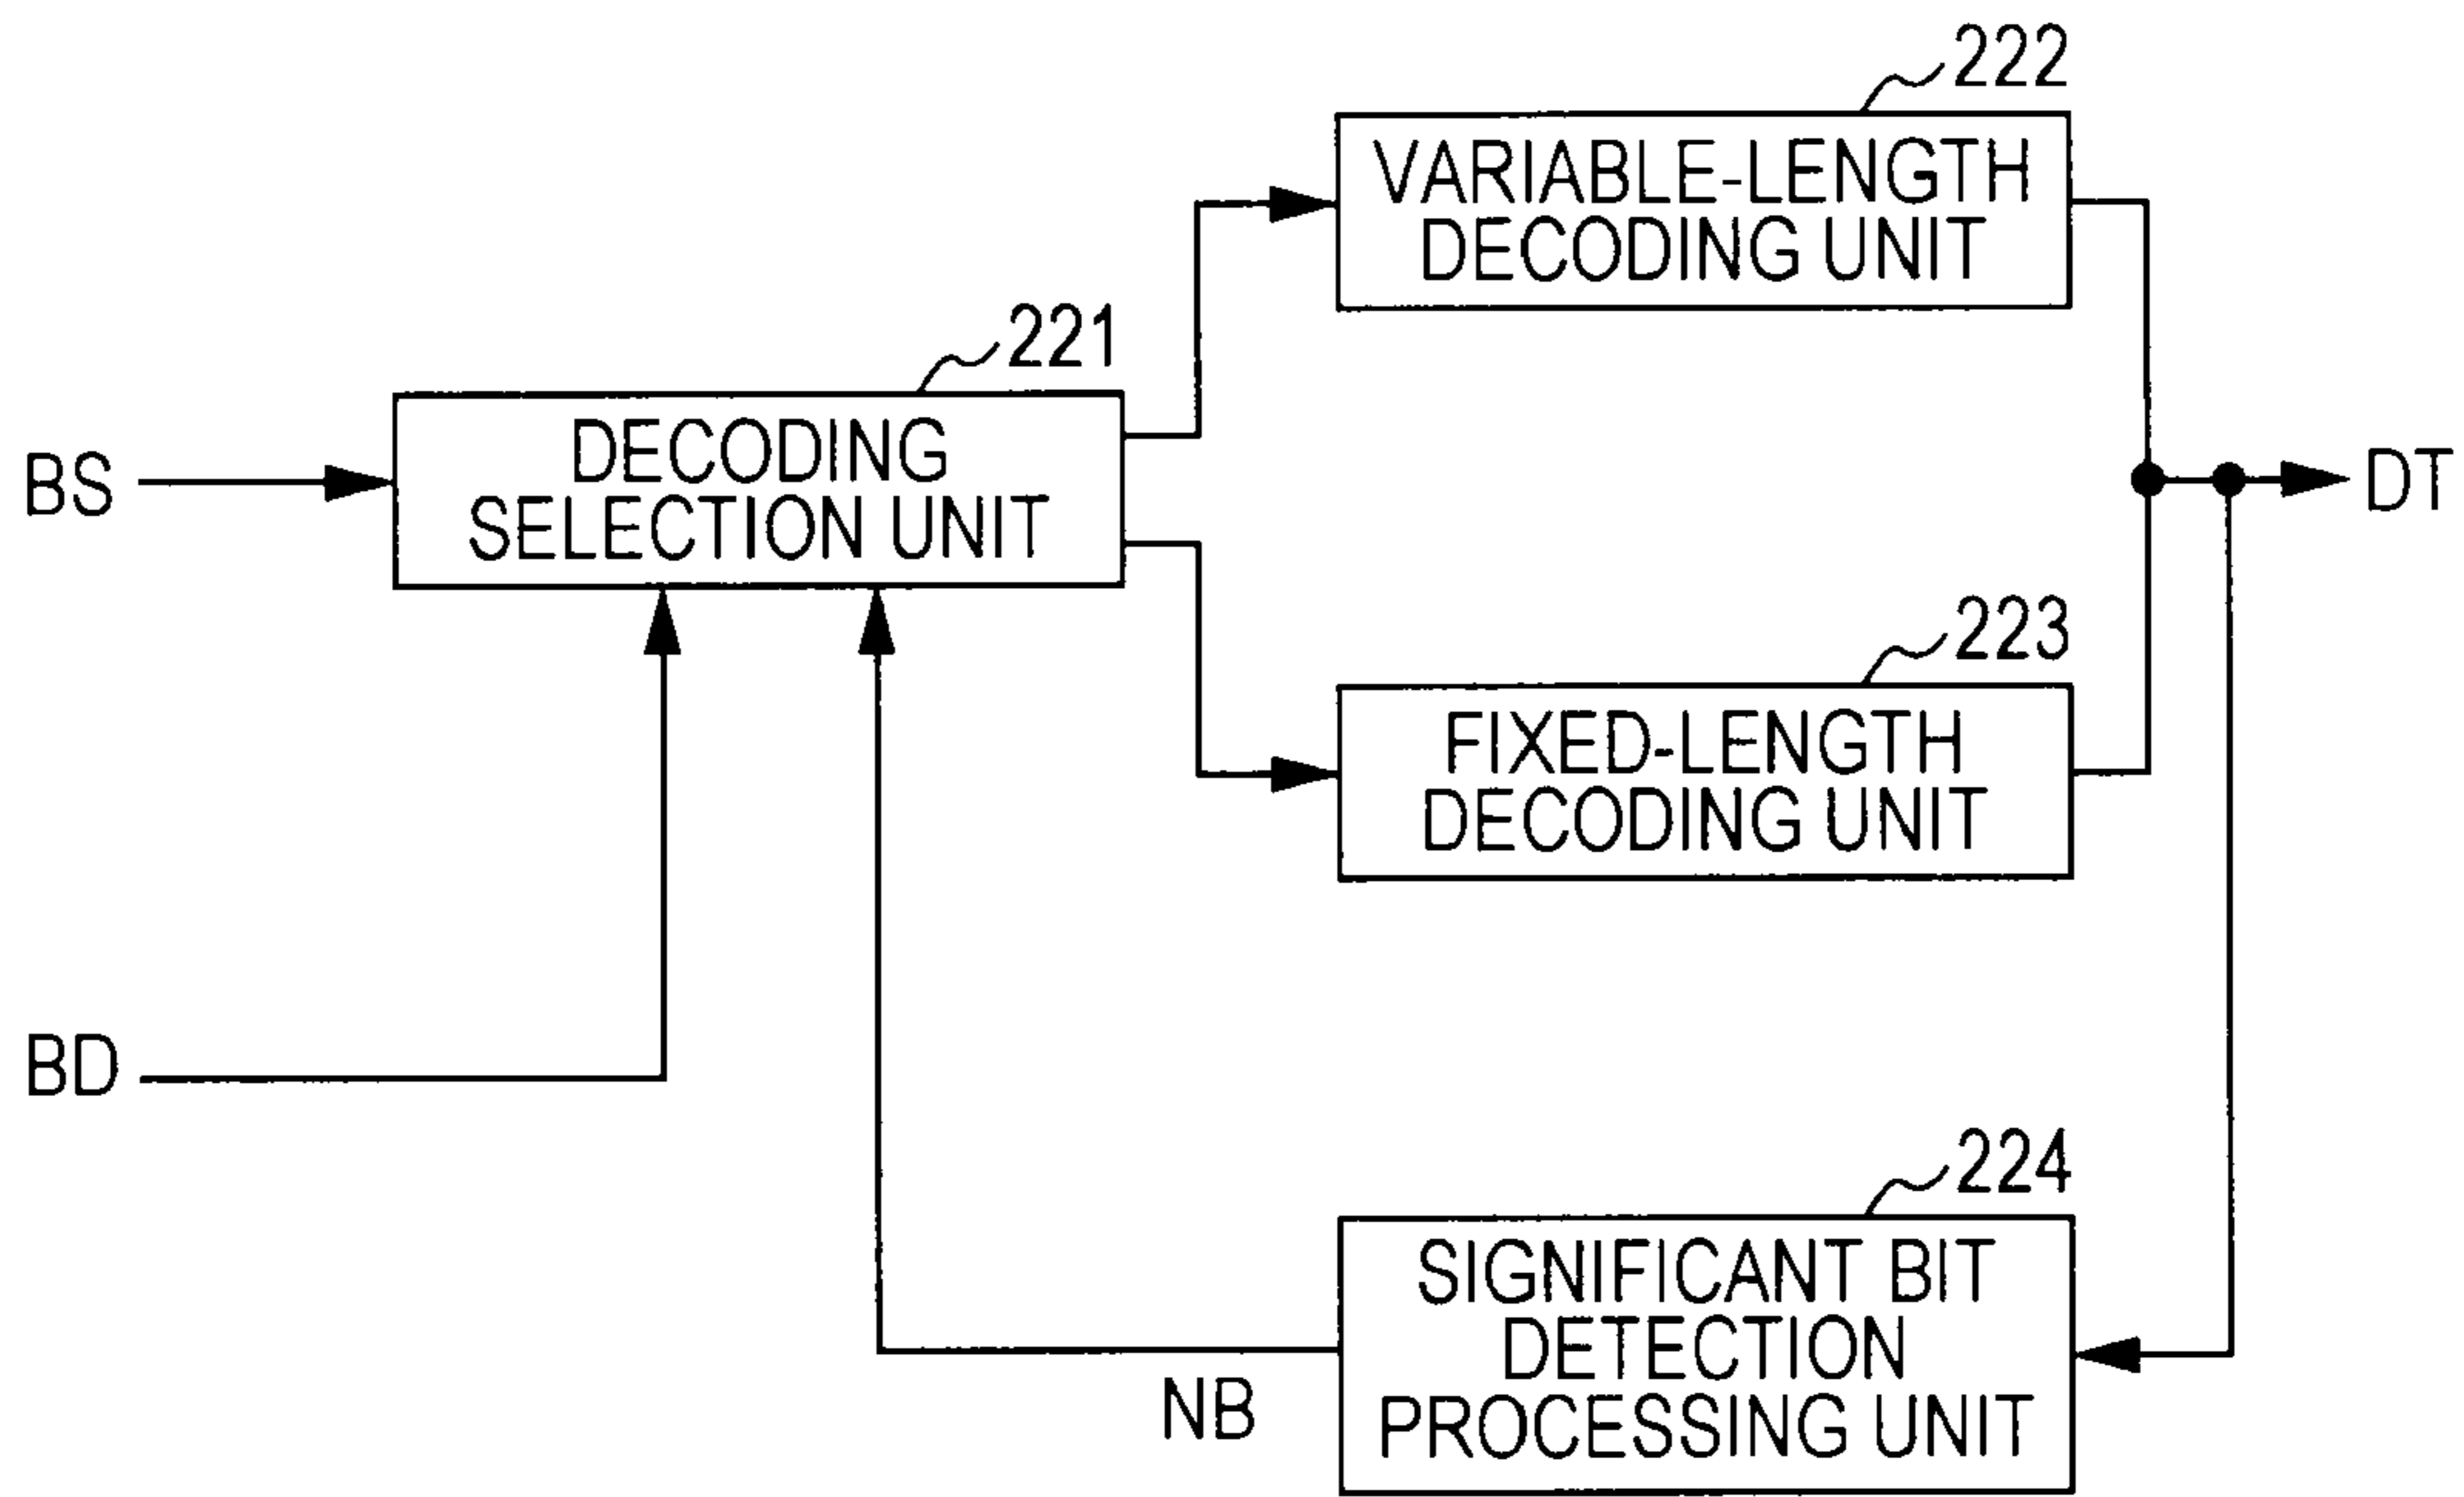 222
VARIABLE-LENGTH
DECODING UNIT
221
DECODING
SELECTION UNIT
BS
DT
223
FIXED-LENGTH
DECODING UNIT
BD
224
SIGNIFICANT BIT
DETECTION
PROCESSING UNIT
NB